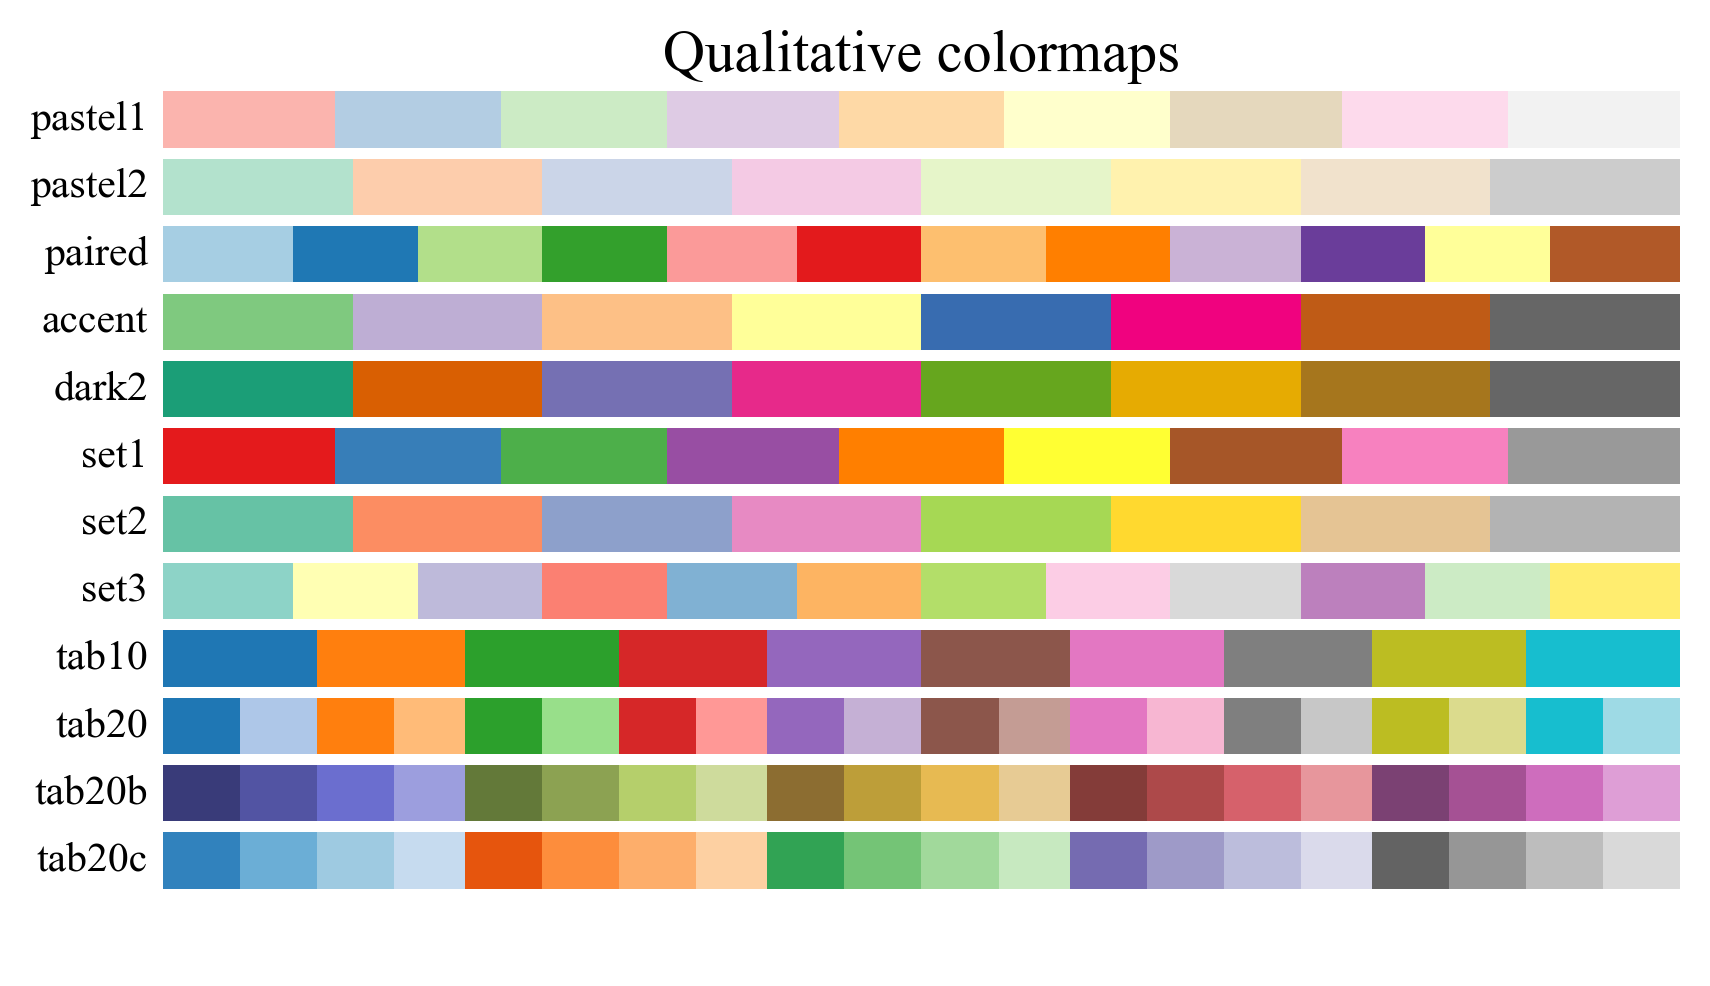 Qualitative colormaps
pastel1
pastel2
paired
accent
dark2
set1
set2
set3
tab10
tab20
tab20b
tab20c